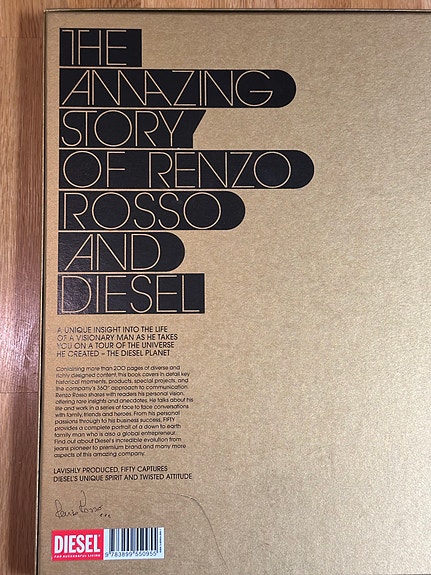 THE
AMAZING
STORY
OF RENZO
ROSSO
AND
DIESEL
A UNIQUE INSIGHT INTO THE LIFE
OF A VISIONARY MAN AS HE TAKES
YOU ON A TOUR OF THE UNIVERSE
HE CREATED – THE DIESEL PLANET
Containing more than 200 pages of diverse and
richly designed content, this book covers in detail key
historical moments, products, special projects, and
the company's 360° approach to communication.
Renzo Rosso shares with readers his personal vision,
offering rare insights and anecdotes. He talks about his
life and work in a series of face to face conversations
with family, friends and heroes. From his personal
passions through to his business success, FIFTY
provides a complete portrait of a down to earth
family man who is also a global entrepreneur.
Find out about Diesel's incredible evolution from
jeans pioneer to premium brand and many more
aspects of this amazing company.
LAVISHLY PRODUCED, FIFTY CAPTURES
DIESEL'S UNIQUE SPIRIT AND TWISTED ATTITUDE
Renzo Rosso
DIESEL
FOR SUCCESSFUL LIVING
9 783899 550955